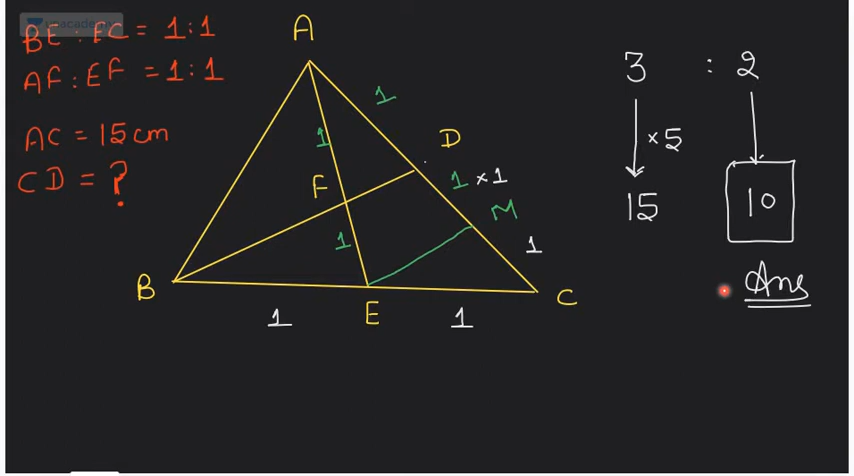 BE : EC = 1:1
AF : EF = 1:1
AC = 15 cm
CD = ?
A
1
D
1
F
1 × 1
M
1
1
B
E
C
1
1
3 : 2
× 5
15
10
Ans